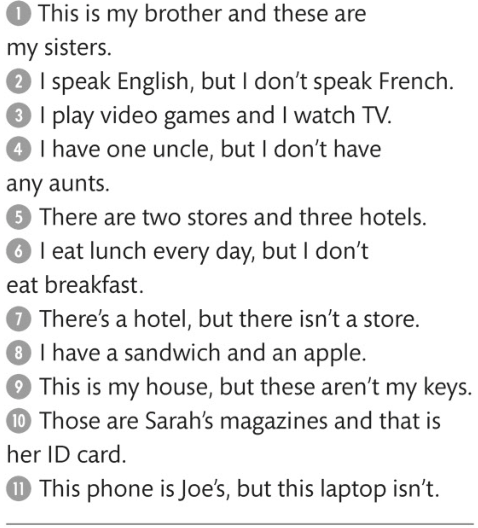 1 This is my brother and these are
my sisters.
2 I speak English, but I don’t speak French.
3 I play video games and I watch TV.
4 I have one uncle, but I don’t have
any aunts.
5 There are two stores and three hotels.
6 I eat lunch every day, but I don’t
eat breakfast.
7 There’s a hotel, but there isn’t a store.
8 I have a sandwich and an apple.
9 This is my house, but these aren’t my keys.
10 Those are Sarah’s magazines and that is
her ID card.
11 This phone is Joe’s, but this laptop isn’t.